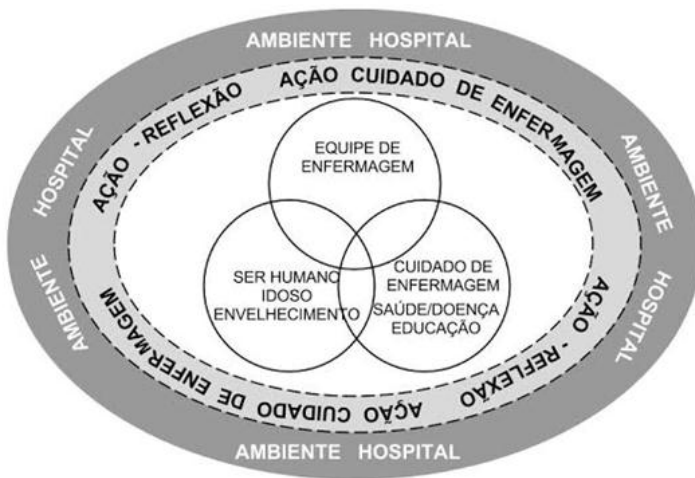 AMBIENTE HOSPITAL
AÇÃO - REFLEXÃO AÇÃO CUIDADO DE ENFERMAGEM
HOSPITAL
AMBIENTE
EQUIPE DE
ENFERMAGEM
SER HUMANO
IDOSO
ENVELHECIMENTO
CUIDADO DE
ENFERMAGEM
SAÚDE/DOENÇA
EDUCAÇÃO
AMBIENTE
HOSPITAL
AÇÃO - REFLEXÃO AÇÃO CUIDADO DE ENFERMAGEM
AMBIENTE HOSPITAL